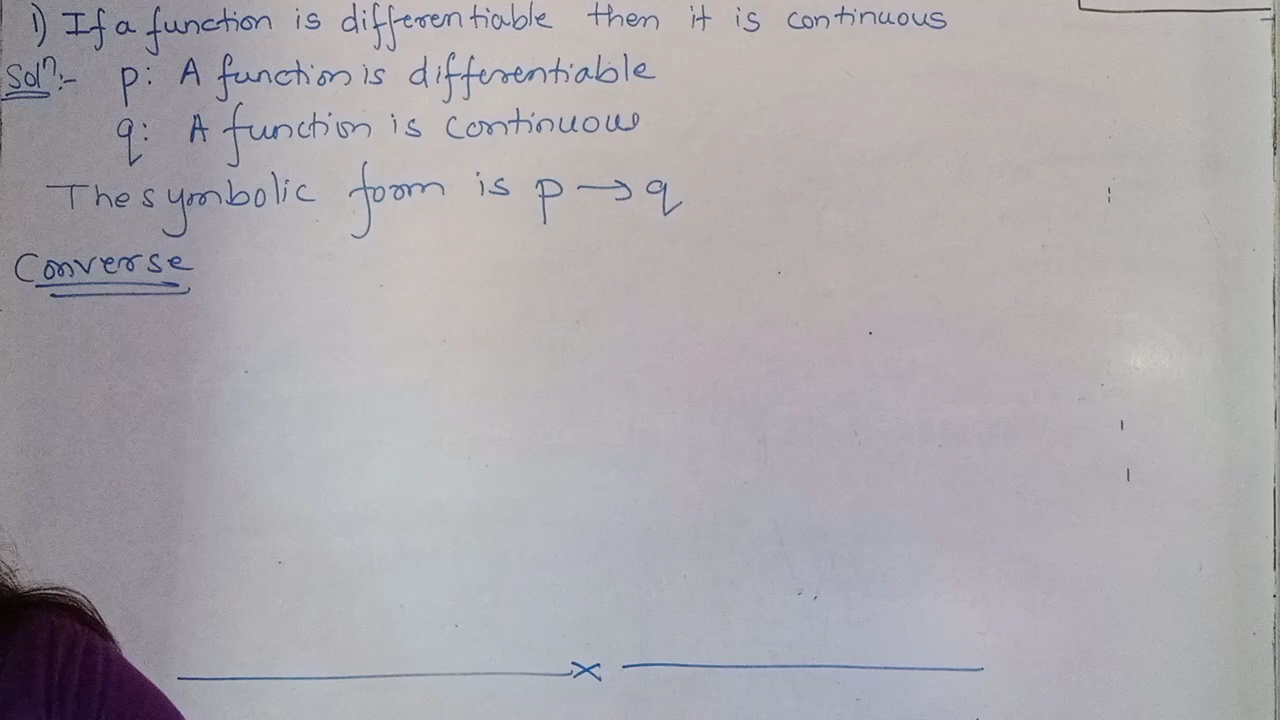 1) If a function is differentiable then it is continuous
Solⁿ:- p: A function is differentiable
q: A function is continuous
The symbolic form is p → q
Converse